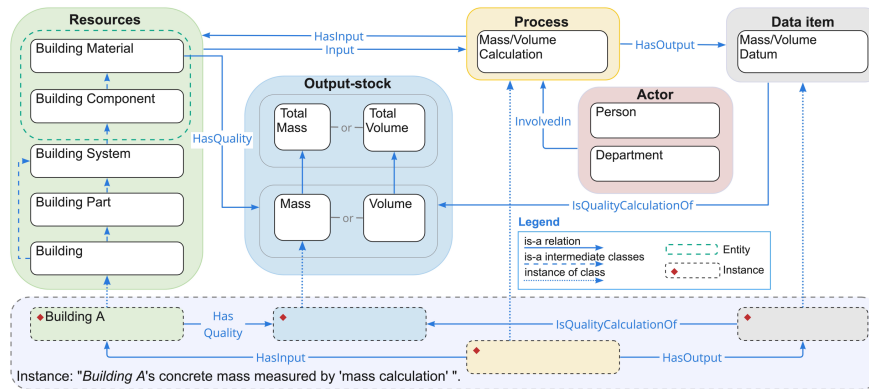 Resources
Building Material
Building Component
Building System
Building Part
Building
HasInput
Input
HasQuality
Output-stock
Total
Mass
or
Total
Volume
Mass
or
Volume
Process
Mass/Volume
Calculation
HasOutput
Data item
Mass/Volume
Datum
Actor
Person
Department
InvolvedIn
IsQualityCalculationOf
Legend
is-a relation
is-a intermediate classes
instance of class
Entity
Instance
Building A
Has
Quality
IsQualityCalculationOf
HasInput
HasOutput
Instance: "Building A's concrete mass measured by 'mass calculation' ".